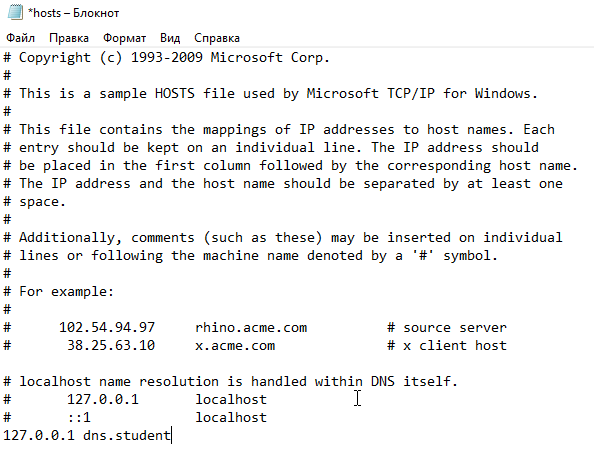 *hosts – Блокнот
Файл Правка Формат Вид Справка
# Copyright (c) 1993-2009 Microsoft Corp.
#
# This is a sample HOSTS file used by Microsoft TCP/IP for Windows.
#
# This file contains the mappings of IP addresses to host names. Each
# entry should be kept on an individual line. The IP address should
# be placed in the first column followed by the corresponding host name.
# The IP address and the host name should be separated by at least one
# space.
#
# Additionally, comments (such as these) may be inserted on individual
# lines or following the machine name denoted by a '#' symbol.
#
# For example:
#
#      102.54.94.97     rhino.acme.com          # source server
#       38.25.63.10     x.acme.com              # x client host

# localhost name resolution is handled within DNS itself.
#       127.0.0.1       localhost
#       ::1             localhost
127.0.0.1 dns.student